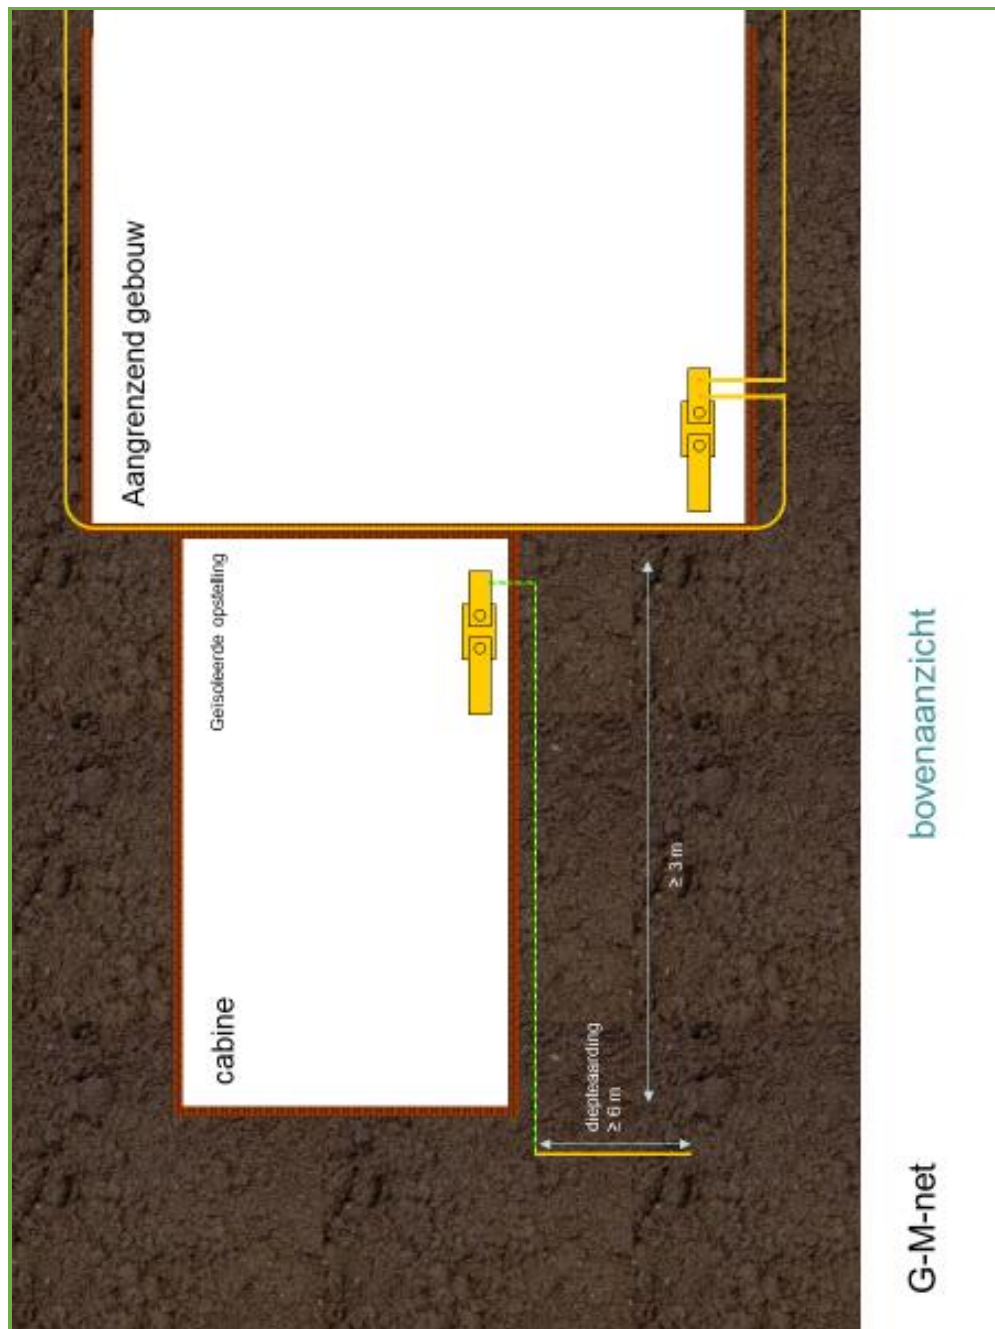 Aangrenzend gebouw
Geïsoleerde opstelling
cabine
≥ 3 m
diepteaarding
≥ 6 m
G-M-net
bovenaanzicht